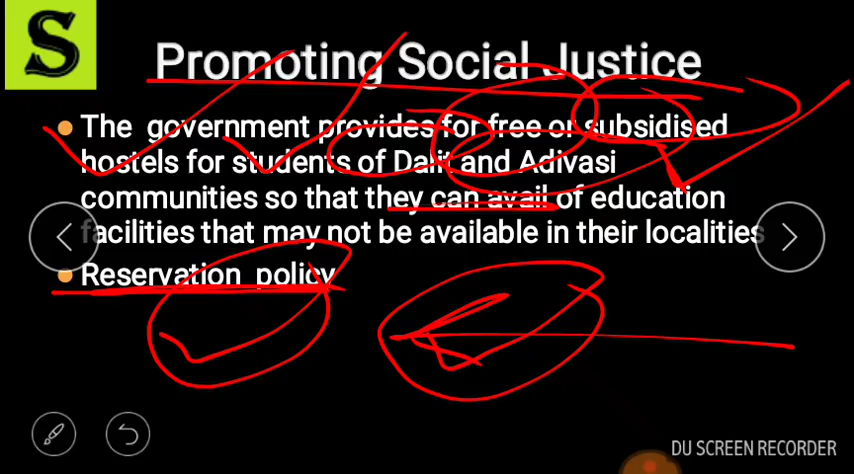 S
Promoting Social Justice
The government provides for free or subsidised
hostels for students of Dalit and Adivasi
communities so that they can avail of education
facilities that may not be available in their localities
Reservation policy
DU SCREEN RECORDER